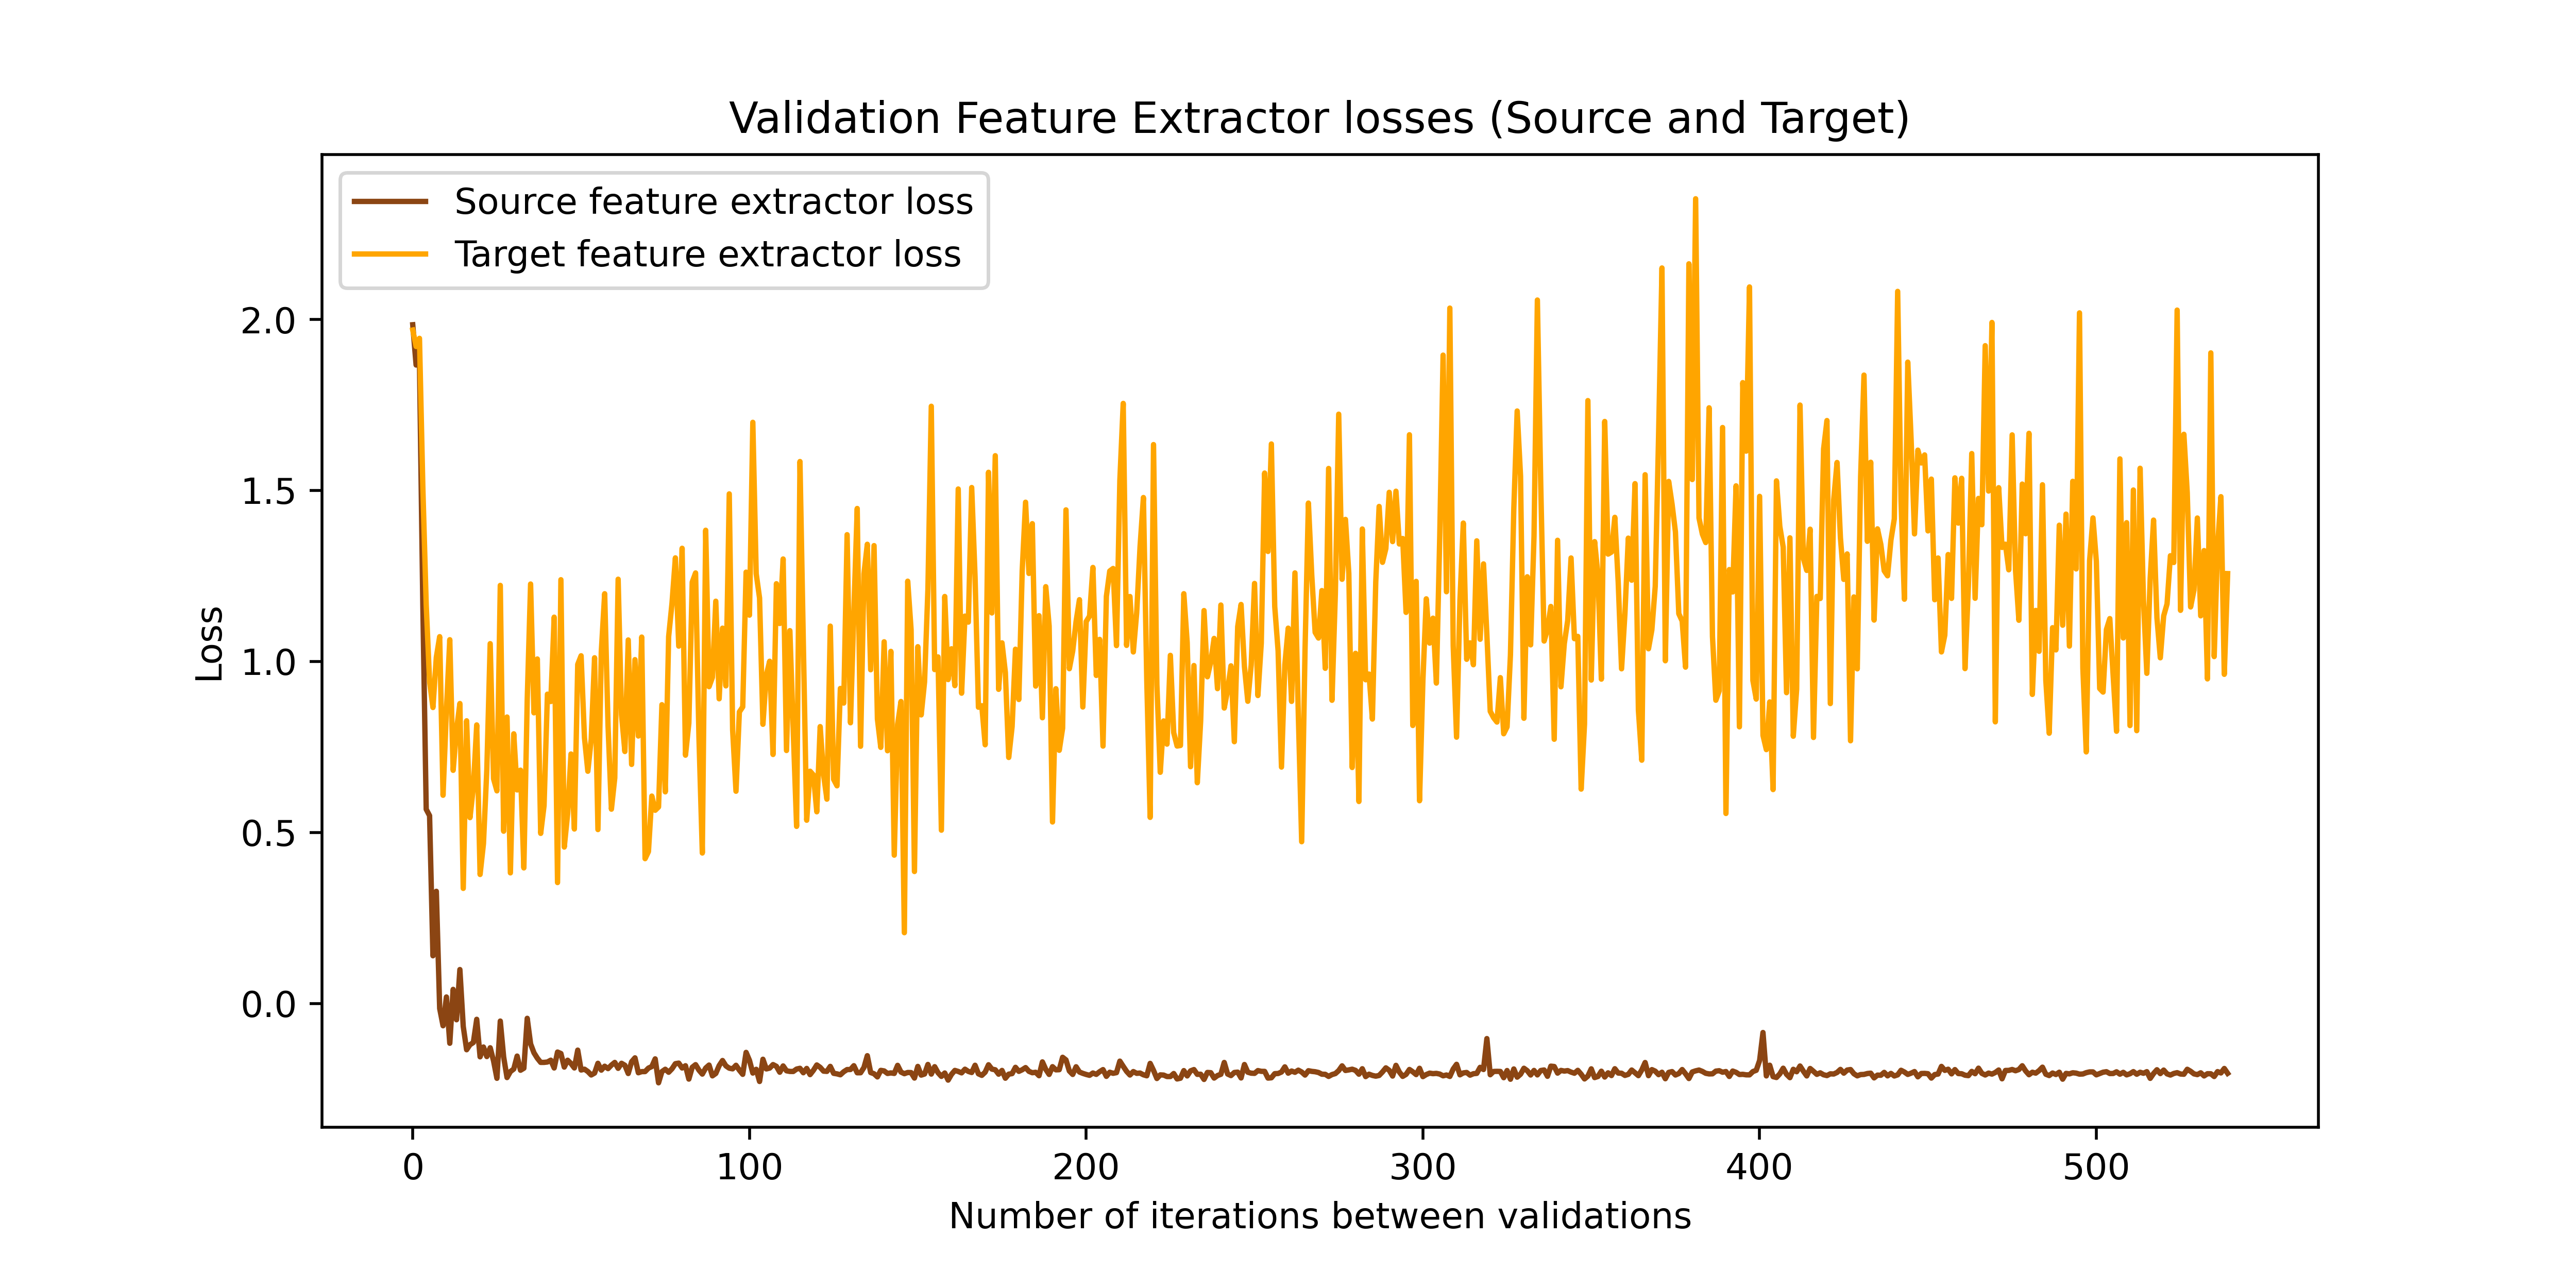 Validation Feature Extractor losses (Source and Target)
Source feature extractor loss
Target feature extractor loss
2.0
1.5
1.0
0.5
0.0
Loss
0 100 200 300 400 500
Number of iterations between validations